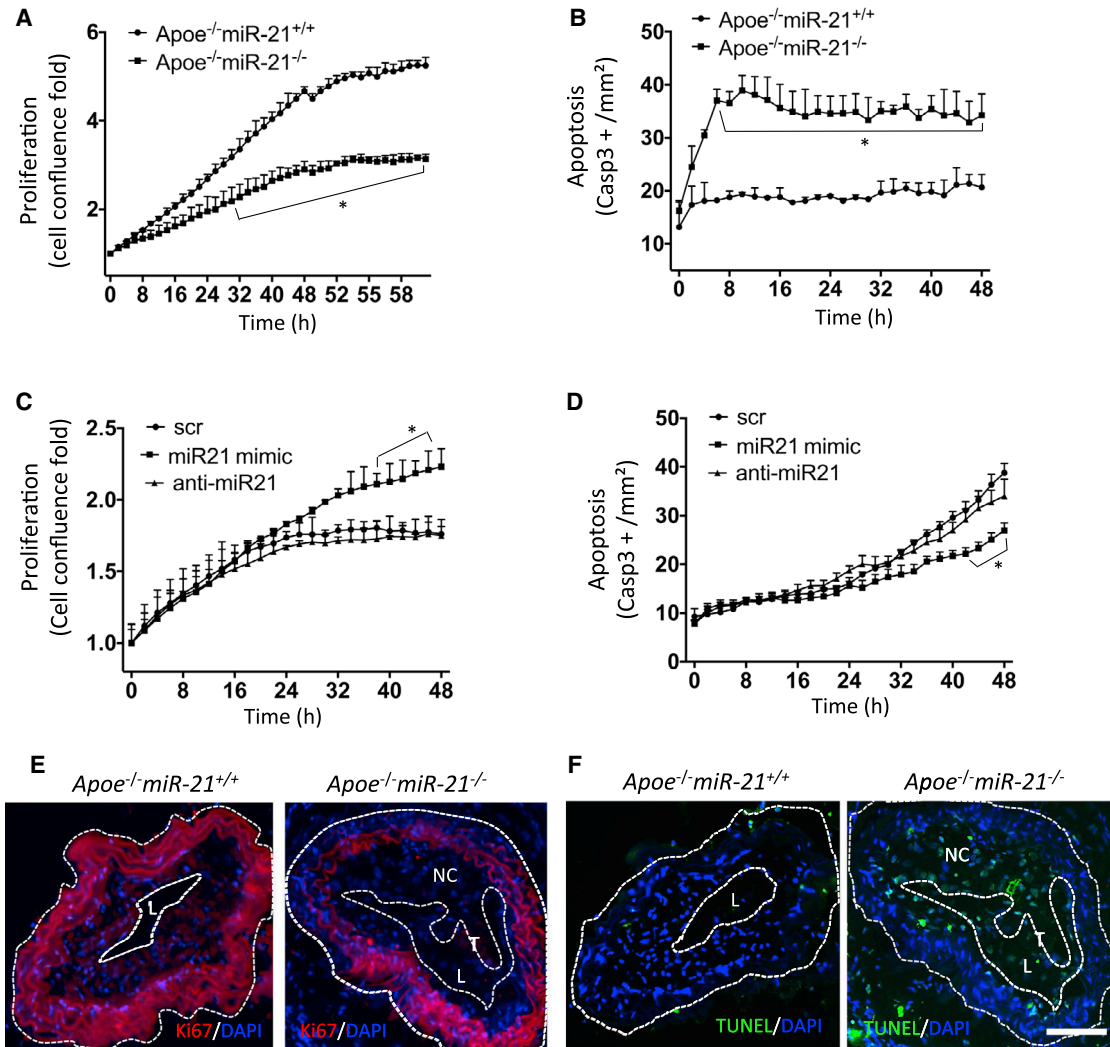 A
Apoe⁻/⁻miR-21⁺/⁺
Apoe⁻/⁻miR-21⁻/⁻
Proliferation
(cell confluence fold)
6
4
2
*
0 8 16 24 32 40 48 52 55 58
Time (h)
B
Apoe⁻/⁻miR-21⁺/⁺
Apoe⁻/⁻miR-21⁻/⁻
Apoptosis
(Casp3 + /mm²)
50
40
30
20
10
*
0 8 16 24 32 40 48
Time (h)
C
scr
miR21 mimic
anti-miR21
Proliferation
(Cell confluence fold)
2.5
2.0
1.5
1.0
*
0 8 16 24 32 40 48
Time (h)
D
scr
miR21 mimic
anti-miR21
Apoptosis
(Casp3 + /mm²)
50
40
30
20
10
0
*
0 8 16 24 32 40 48
Time (h)
E
Apoe⁻/⁻miR-21⁺/⁺
Apoe⁻/⁻miR-21⁻/⁻
L
Ki67/DAPI
NC
T
L
Ki67/DAPI
F
Apoe⁻/⁻miR-21⁺/⁺
Apoe⁻/⁻miR-21⁻/⁻
L
TUNEL/DAPI
NC
T
L
TUNEL/DAPI